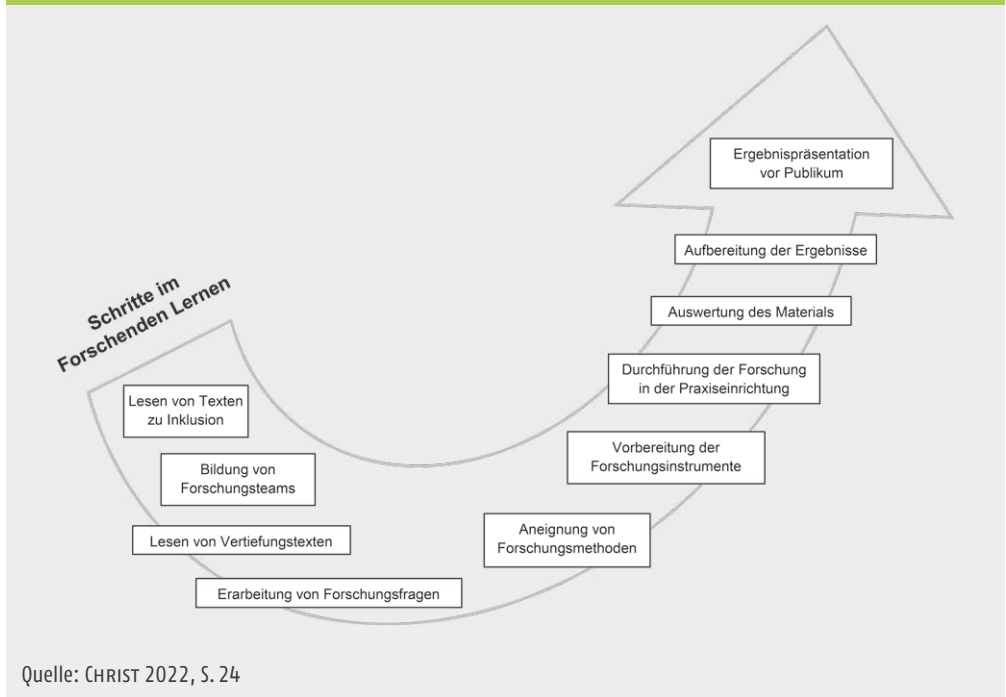 Schritte im
Forschenden Lernen
Lesen von Texten
zu Inklusion
Bildung von
Forschungsteams
Lesen von Vertiefungstexten
Erarbeitung von Forschungsfragen
Aneignung von
Forschungsmethoden
Vorbereitung der
Forschungsinstrumente
Durchführung der Forschung
in der Praxiseinrichtung
Auswertung des Materials
Aufbereitung der Ergebnisse
Ergebnispräsentation
vor Publikum
Quelle: CHRIST 2022, S. 24